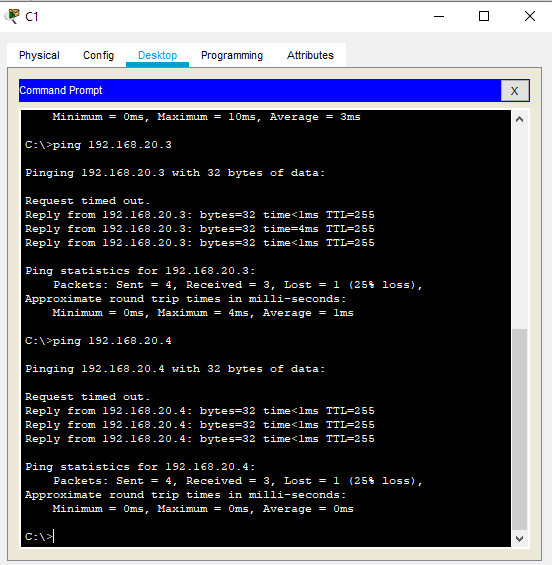 C1
Physical Config Desktop Programming Attributes
Command Prompt X
Minimum = 0ms, Maximum = 10ms, Average = 3ms
C:\>ping 192.168.20.3
Pinging 192.168.20.3 with 32 bytes of data:
Request timed out.
Reply from 192.168.20.3: bytes=32 time<1ms TTL=255
Reply from 192.168.20.3: bytes=32 time=4ms TTL=255
Reply from 192.168.20.3: bytes=32 time<1ms TTL=255
Ping statistics for 192.168.20.3:
Packets: Sent = 4, Received = 3, Lost = 1 (25% loss),
Approximate round trip times in milli-seconds:
Minimum = 0ms, Maximum = 4ms, Average = 1ms
C:\>ping 192.168.20.4
Pinging 192.168.20.4 with 32 bytes of data:
Request timed out.
Reply from 192.168.20.4: bytes=32 time<1ms TTL=255
Reply from 192.168.20.4: bytes=32 time<1ms TTL=255
Reply from 192.168.20.4: bytes=32 time<1ms TTL=255
Ping statistics for 192.168.20.4:
Packets: Sent = 4, Received = 3, Lost = 1 (25% loss),
Approximate round trip times in milli-seconds:
Minimum = 0ms, Maximum = 0ms, Average = 0ms
C:\>